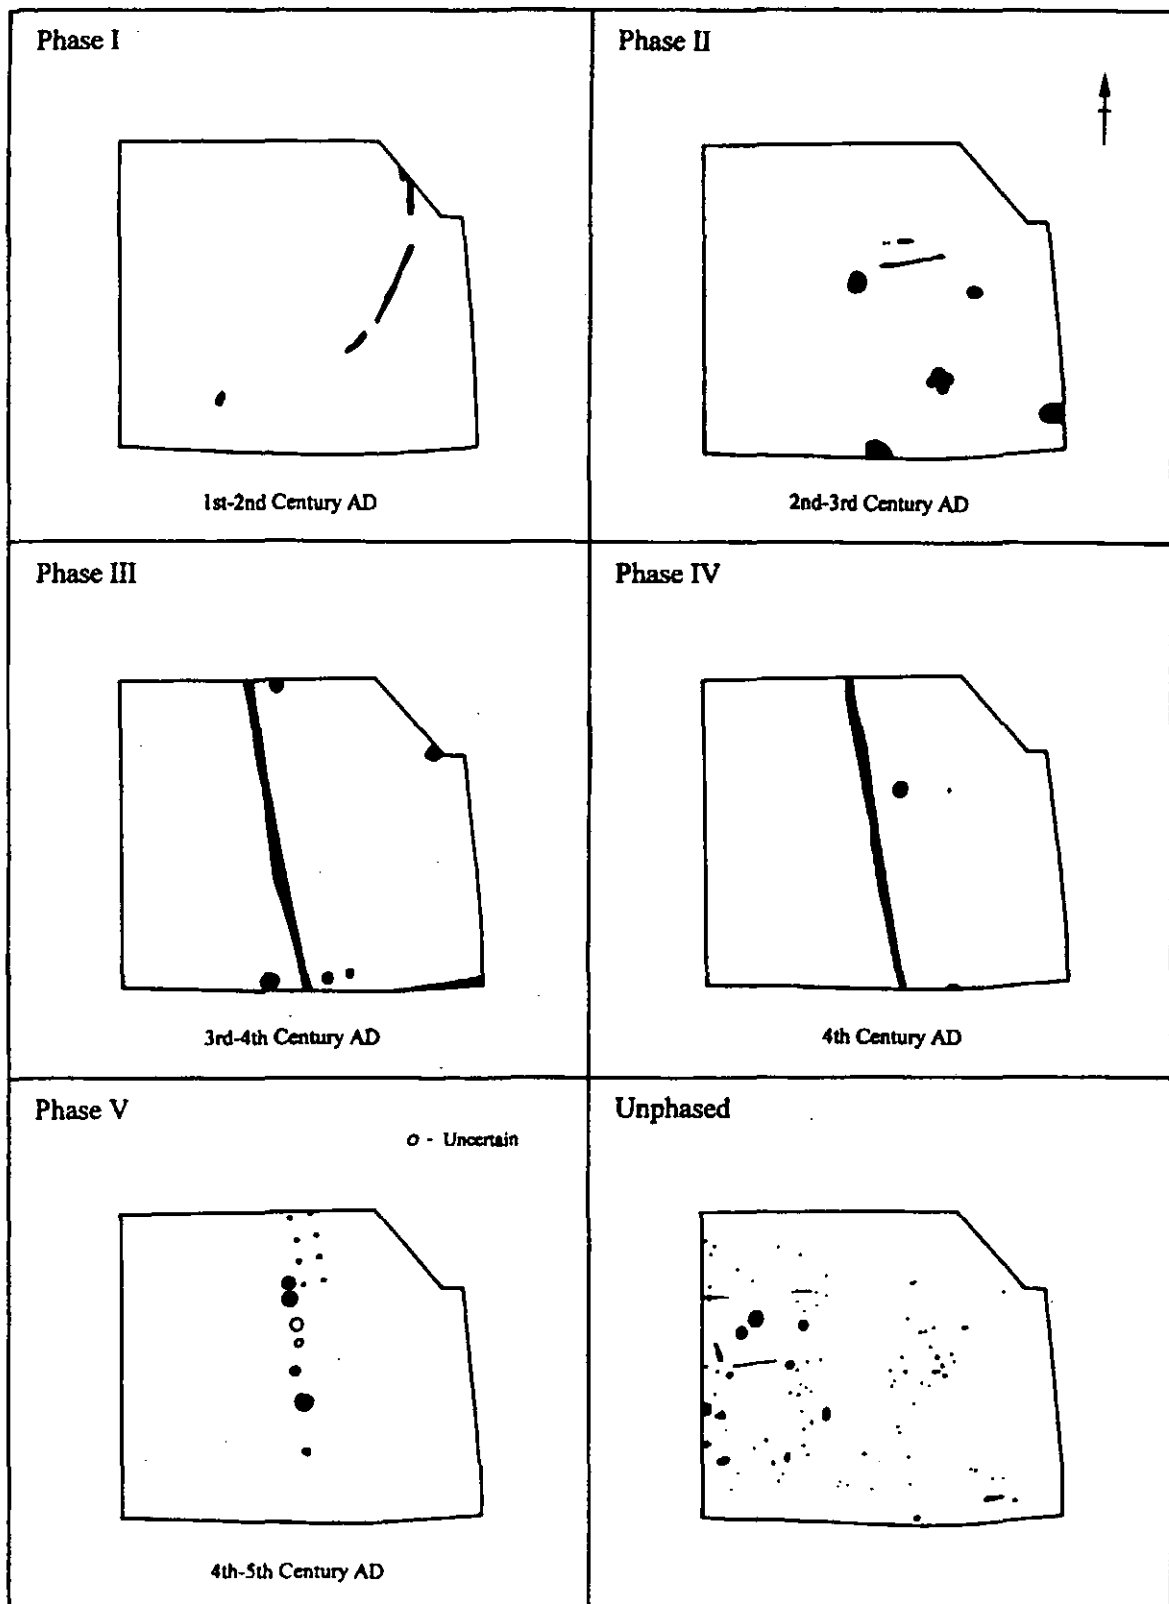 Phase I
Phase II
1st-2nd Century AD
2nd-3rd Century AD
Phase III
Phase IV
3rd-4th Century AD
4th Century AD
Phase V
Unphased
o - Uncertain
4th-5th Century AD